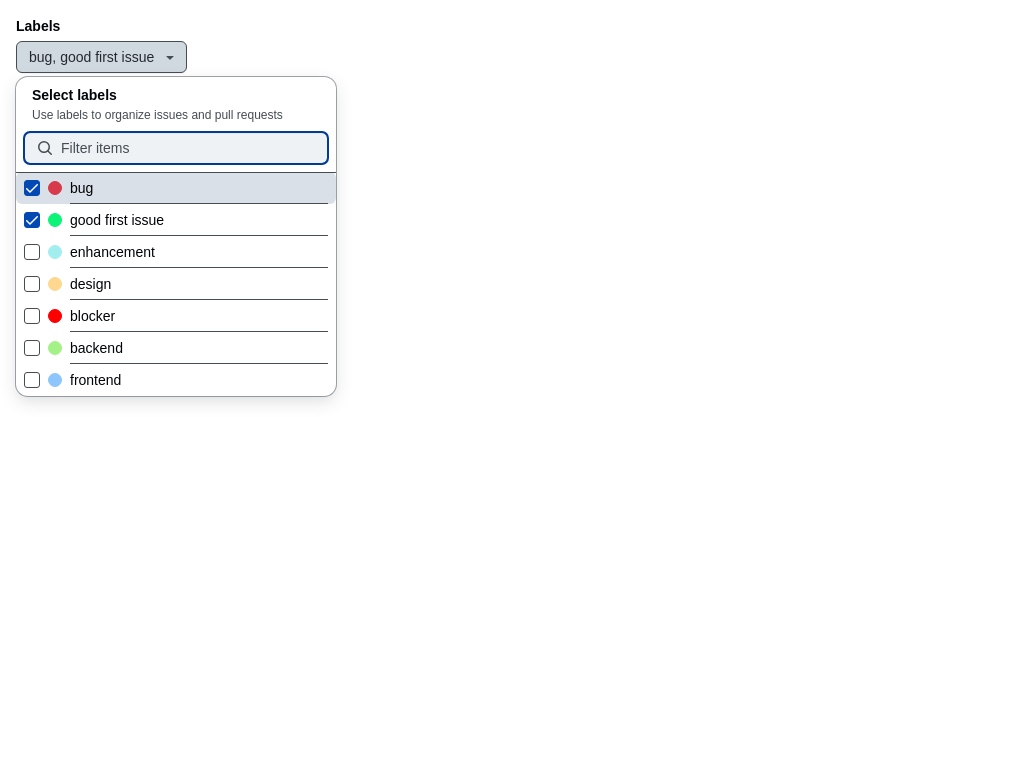 Labels
bug, good first issue
Select labels
Use labels to organize issues and pull requests
Filter items
bug
good first issue
enhancement
design
blocker
backend
frontend